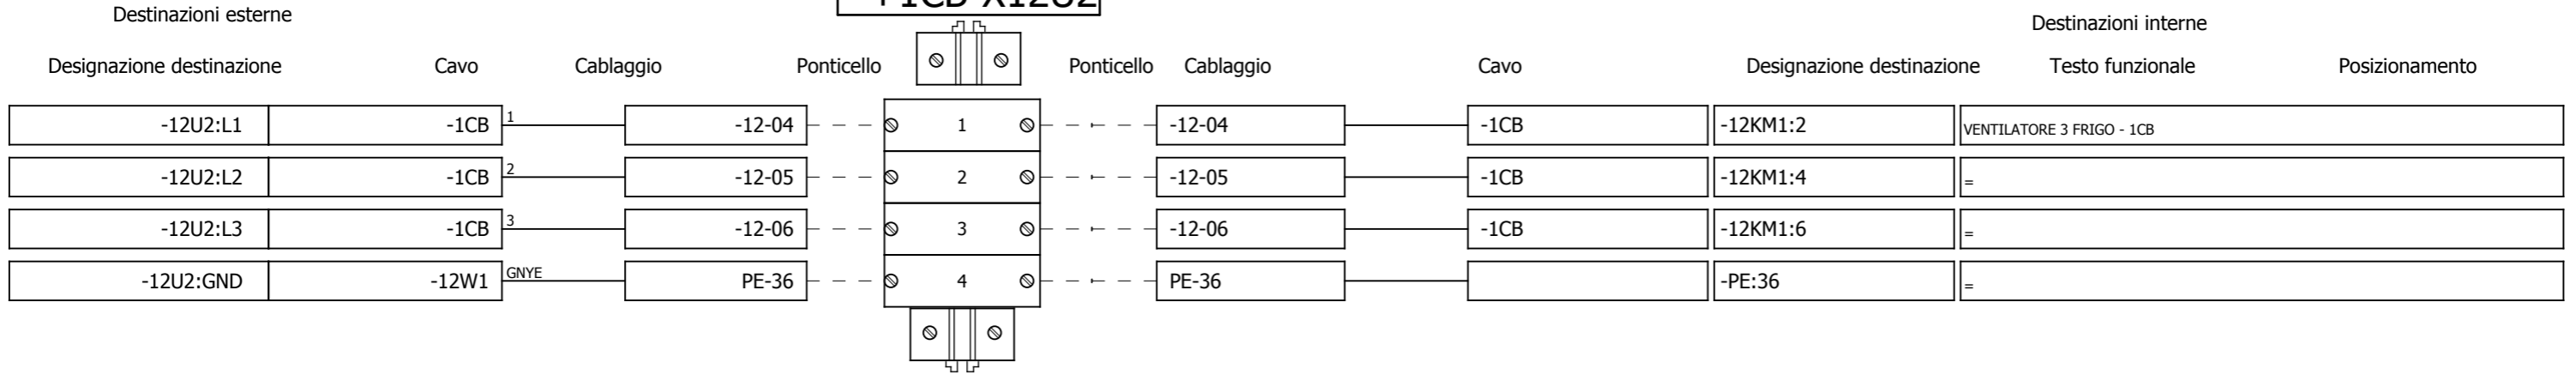 +1CB-X12U2
Destinazioni esterne
Destinazioni interne
Designazione destinazione Cavo Cablaggio Ponticello Ponticello Cablaggio Cavo Designazione destinazione Testo funzionale Posizionamento
-12U2:L1 -1CB 1 -12-04 1 -12-04 -1CB -12KM1:2 VENTILATORE 3 FRIGO - 1CB
-12U2:L2 -1CB 2 -12-05 2 -12-05 -1CB -12KM1:4 =
-12U2:L3 -1CB 3 -12-06 3 -12-06 -1CB -12KM1:6 =
-12U2:GND -12W1 GNYE PE-36 4 PE-36 -PE:36 =